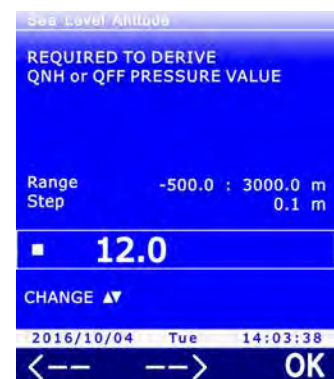 Sea Level Altitude
REQUIRED TO DERIVE
QNH or QFF PRESSURE VALUE
Range -500.0 : 3000.0 m
Step 0.1 m
12.0
CHANGE ▲▼
2016/10/04 Tue 14:03:38
<-- --> OK